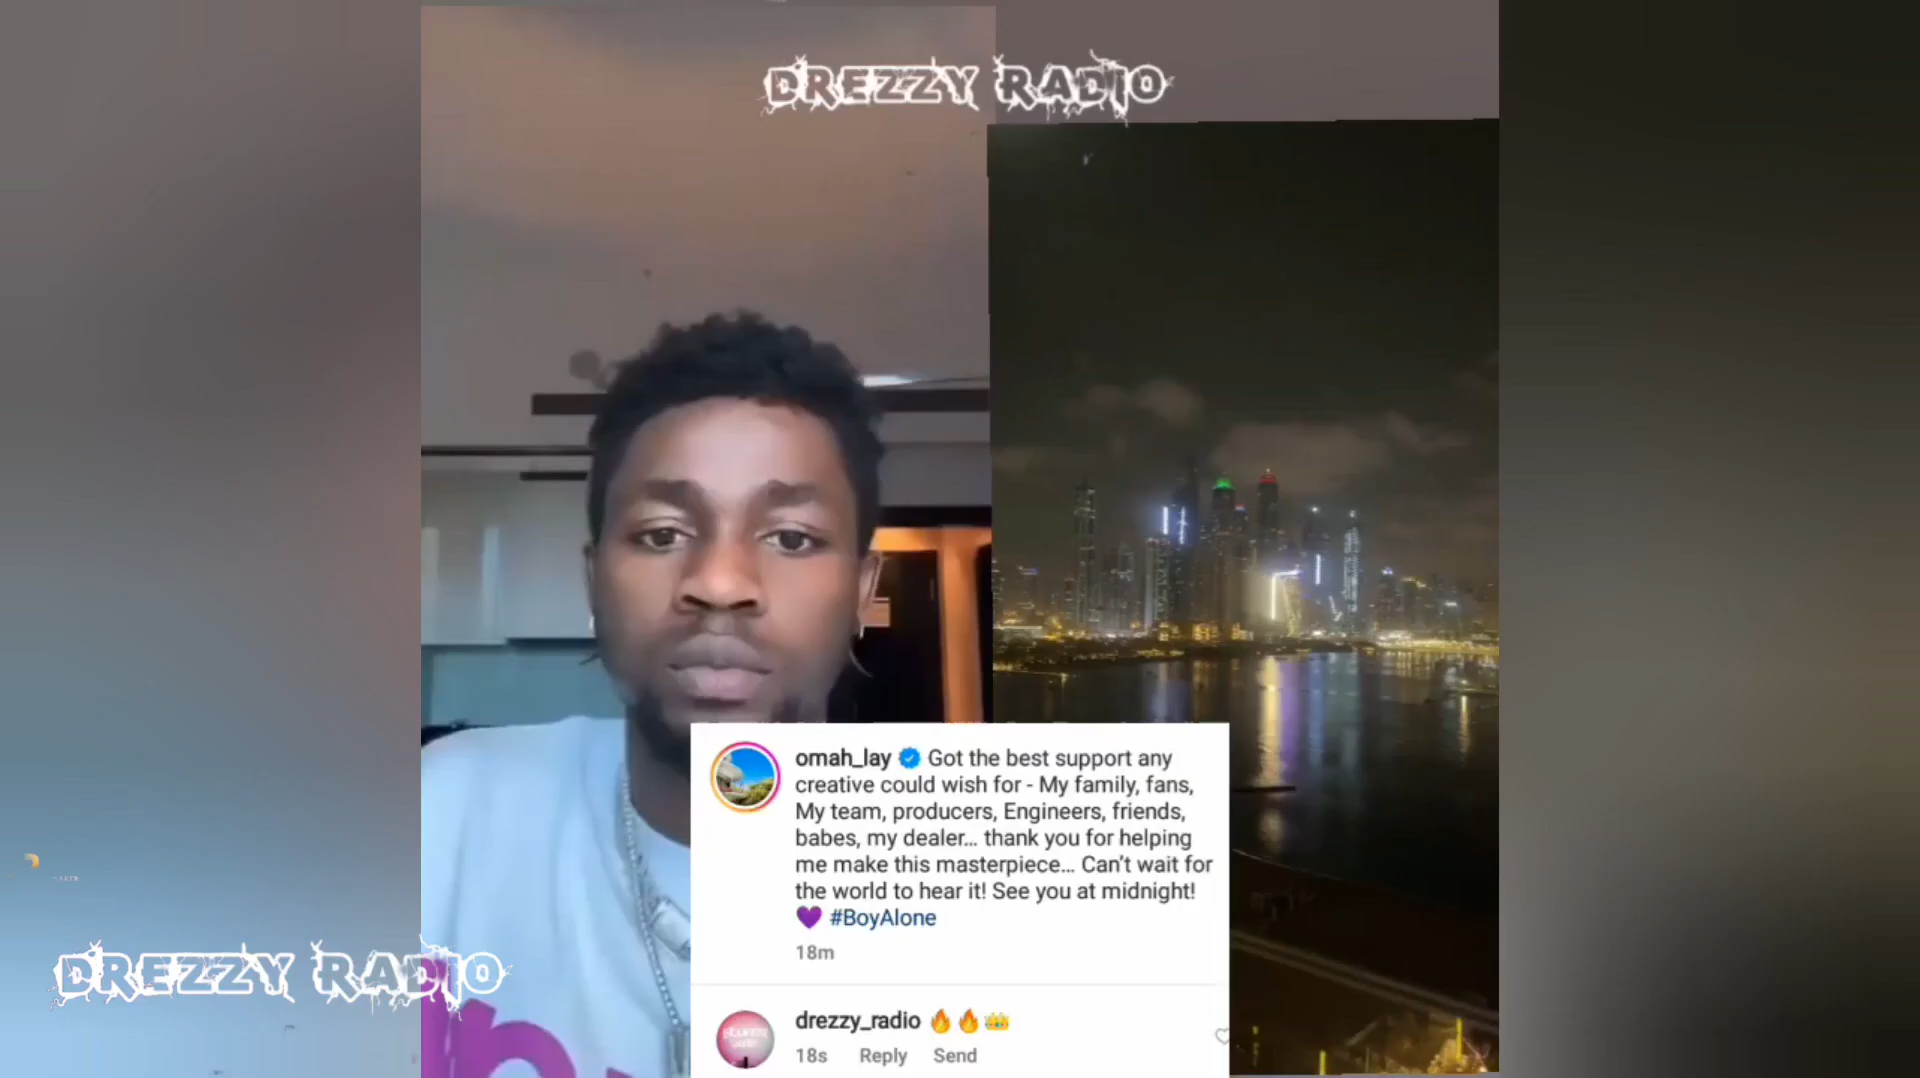 DREZZY RADIO
omah_lay Got the best support any
creative could wish for - My family, fans,
My team, producers, Engineers, friends,
babes, my dealer... thank you for helping
me make this masterpiece... Can't wait for
the world to hear it! See you at midnight!
💜 #BoyAlone
18m
DREZZY RADIO
drezzy_radio 🔥🔥👑
18s Reply Send